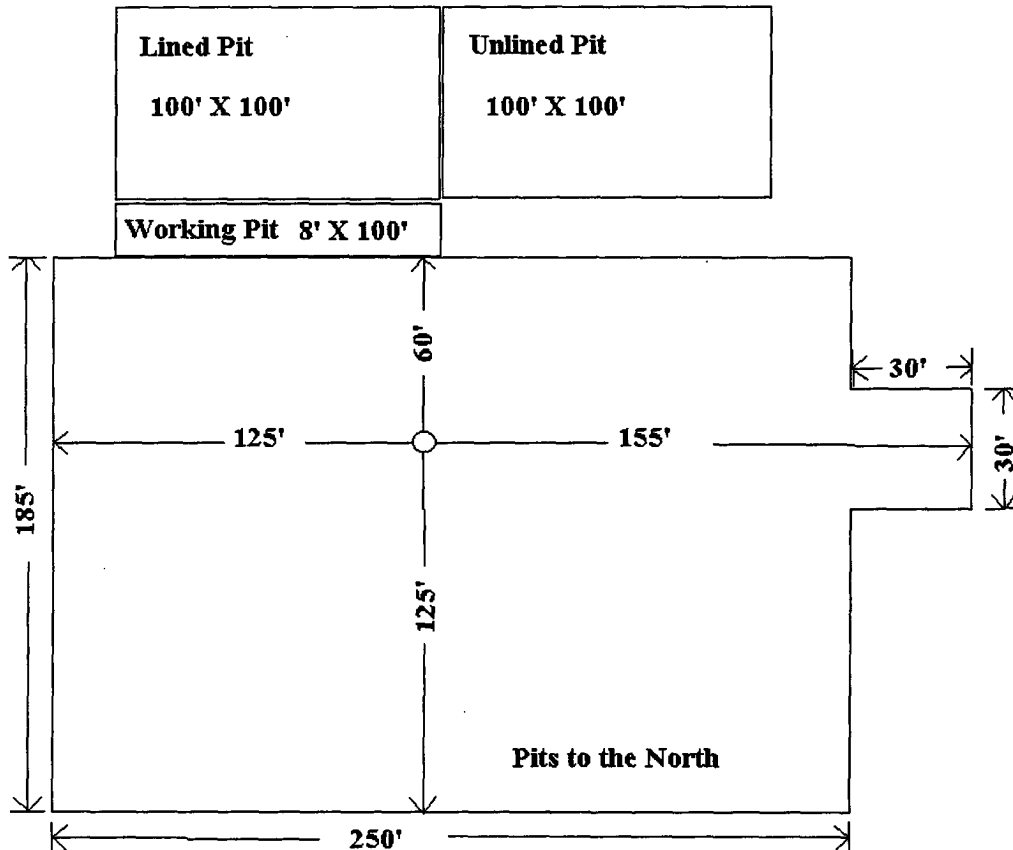 Lined Pit
100' X 100'
Unlined Pit
100' X 100'
Working Pit 8' X 100'
60'
30'
125'
155'
30'
185'
125'
Pits to the North
250'